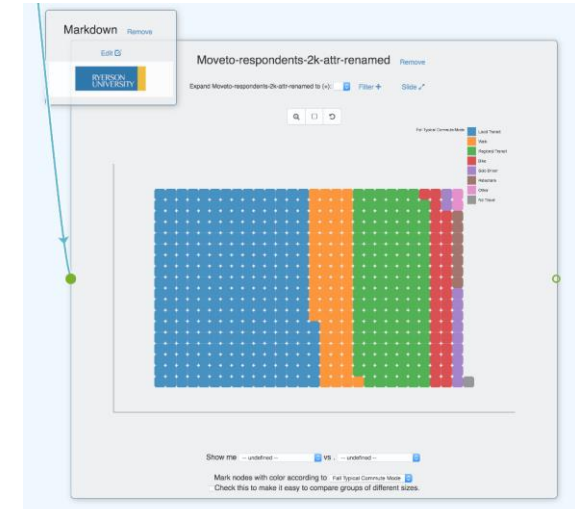 Markdown Remove
Edit
RYERSON
UNIVERSITY
Moveto-respondents-2k-attr-renamed Remove
Expand Moveto-respondents-2k-attr-renamed to (+): Filter + Slide
Fall Typical Commute Mode
Local Transit
Walk
Regional Transit
Bike
Solo Driver
Other
No Travel
Show me -- undefined -- vs . -- undefined --
Mark nodes with color according to Fall Typical Commute Mode
Check this to make it easy to compare groups of different sizes.